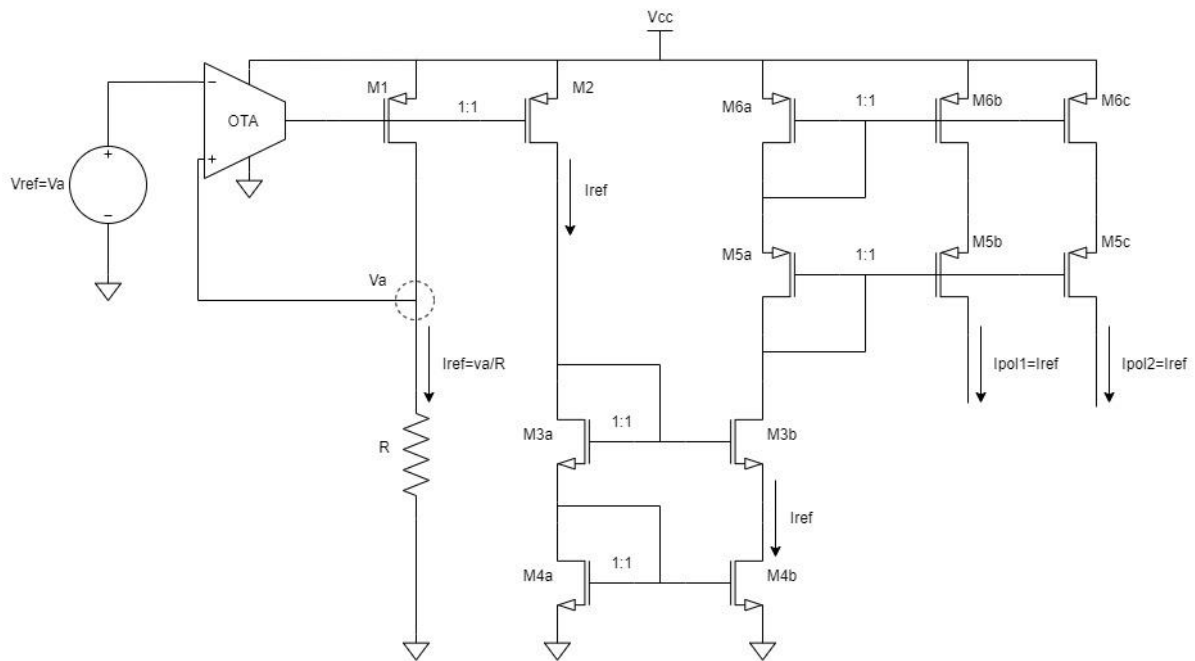 Vcc
M1
M2
M6a
1:1
M6b
M6c
−
1:1
OTA
+
+
Vref=Va
−
Iref
M5a
1:1
M5b
M5c
Va
Iref=va/R
Ipol1=Iref
Ipol2=Iref
M3a
1:1
M3b
R
Iref
M4a
1:1
M4b